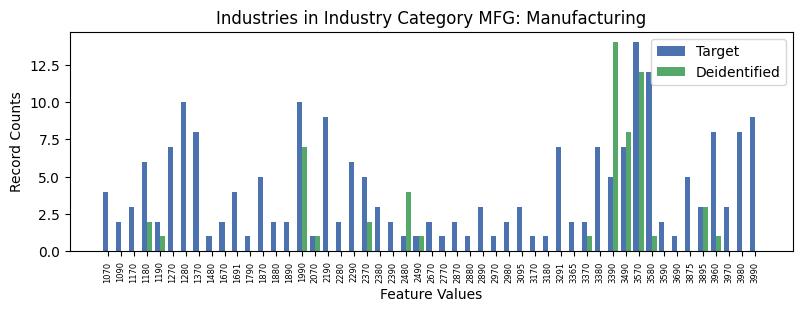 Industries in Industry Category MFG: Manufacturing
Target
Deidentified
Record Counts
12.5
10.0
7.5
5.0
2.5
0.0
1070 1090 1170 1180 1190 1270 1280 1370 1480 1670 1691 1790 1870 1880 1890 1990 2070 2190 2280 2290 2370 2380 2390 2480 2490 2670 2770 2870 2880 2890 2970 2980 3095 3170 3180 3291 3365 3370 3380 3390 3490 3570 3580 3590 3690 3875 3895 3960 3970 3980 3990
Feature Values